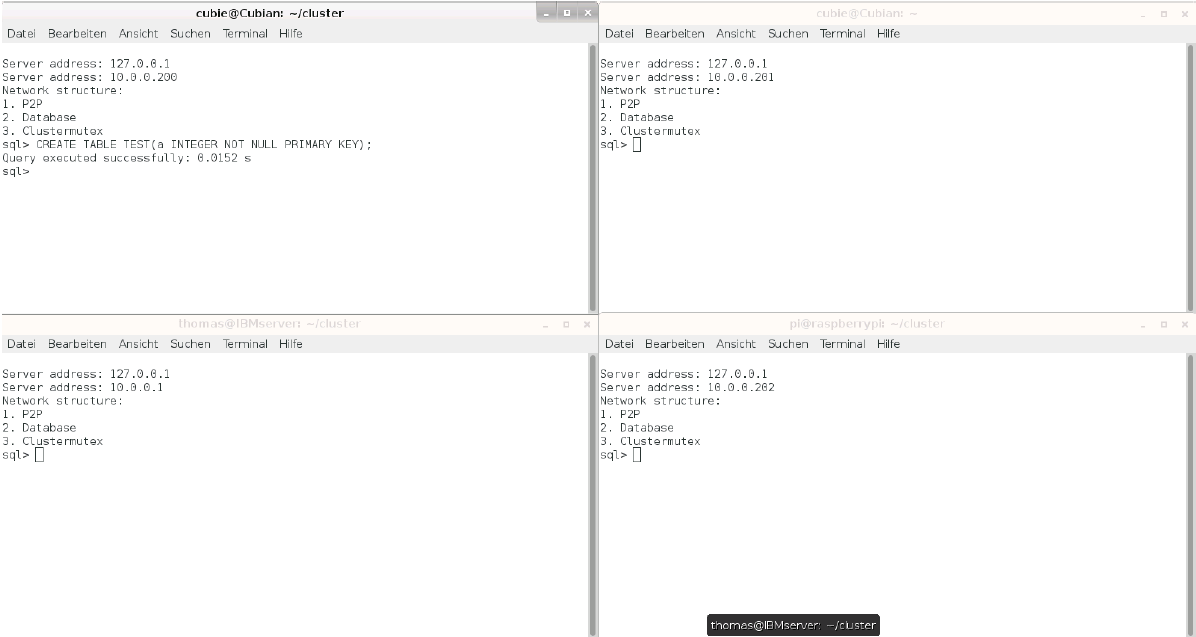 cubie@Cubian: ~/cluster
Datei Bearbeiten Ansicht Suchen Terminal Hilfe
Server address: 127.0.0.1
Server address: 10.0.0.200
Network structure:
1. P2P
2. Database
3. Clustermutex
sql> CREATE TABLE TEST(a INTEGER NOT NULL PRIMARY KEY);
Query executed successfully: 0.0152 s
sql>
cubie@Cubian: ~
Datei Bearbeiten Ansicht Suchen Terminal Hilfe
Server address: 127.0.0.1
Server address: 10.0.0.201
Network structure:
1. P2P
2. Database
3. Clustermutex
sql>
thomas@IBMserver: ~/cluster
Datei Bearbeiten Ansicht Suchen Terminal Hilfe
Server address: 127.0.0.1
Server address: 10.0.0.1
Network structure:
1. P2P
2. Database
3. Clustermutex
sql>
pi@raspberrypi: ~/cluster
Datei Bearbeiten Ansicht Suchen Terminal Hilfe
Server address: 127.0.0.1
Server address: 10.0.0.202
Network structure:
1. P2P
2. Database
3. Clustermutex
sql>
thomas@IBMserver: ~/cluster